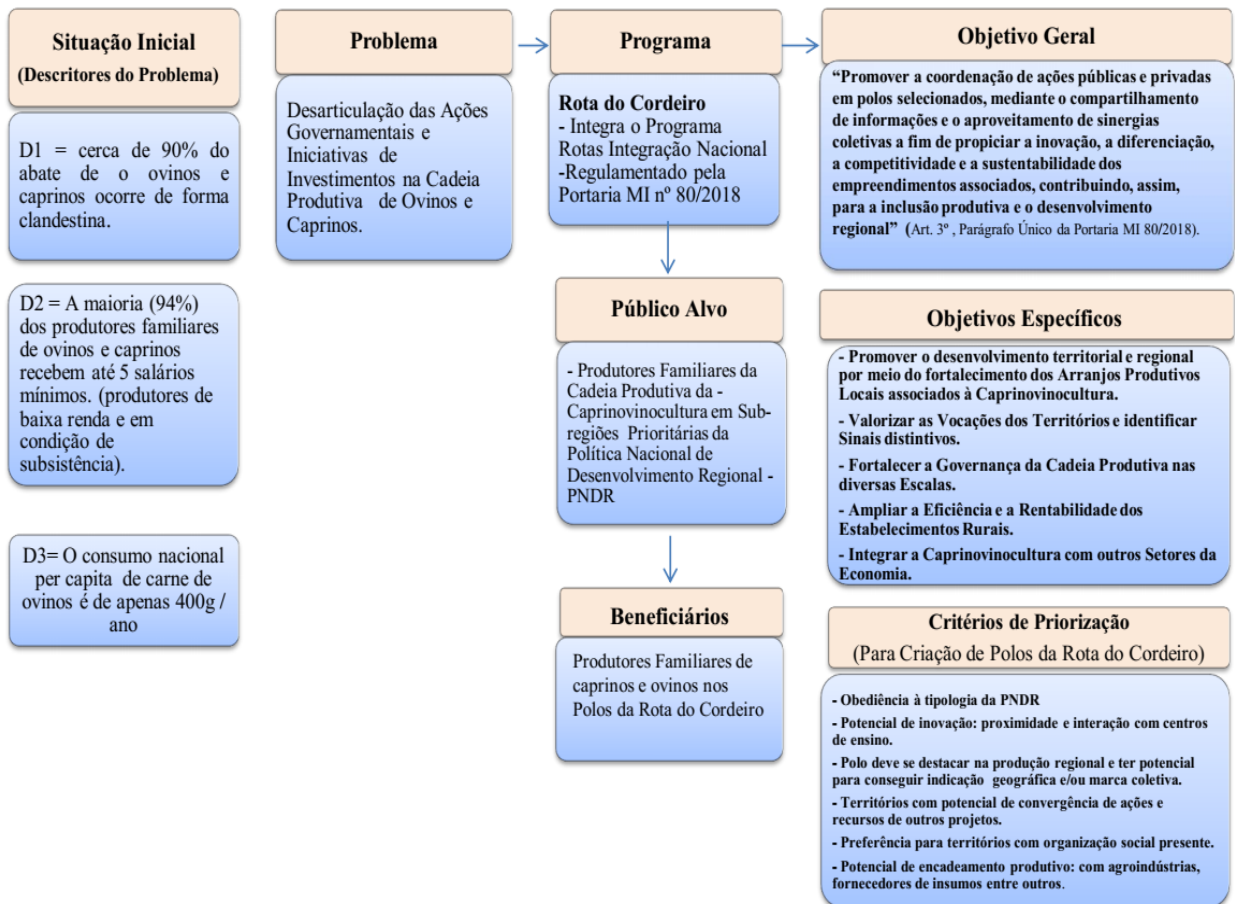 Situação Inicial
(Descritores do Problema)
D1 = cerca de 90% do
abate de o ovinos e
caprinos ocorre de forma
clandestina.
D2 = A maioria (94%)
dos produtores familiares
de ovinos e caprinos
recebem até 5 salários
mínimos. (produtores de
baixa renda e em
condição de
subsistência).
D3= O consumo nacional
per capita de carne de
ovinos é de apenas 400g /
ano
Problema
Desarticulação das Ações
Governamentais e
Iniciativas de
Investimentos na Cadeia
Produtiva de Ovinos e
Caprinos.
Programa
Rota do Cordeiro
- Integra o Programa
Rotas Integração Nacional
-Regulamentado pela
Portaria MI nº 80/2018
Público Alvo
- Produtores Familiares da
Cadeia Produtiva da -
Caprinovinocultura em Sub-
regiões Prioritárias da
Política Nacional de
Desenvolvimento Regional -
PNDR
Beneficiários
Produtores Familiares de
caprinos e ovinos nos
Polos da Rota do Cordeiro
Objetivo Geral
“Promover a coordenação de ações públicas e privadas
em polos selecionados, mediante o compartilhamento
de informações e o aproveitamento de sinergias
coletivas a fim de propiciar a inovação, a diferenciação,
a competitividade e a sustentabilidade dos
empreendimentos associados, contribuindo, assim,
para a inclusão produtiva e o desenvolvimento
regional” (Art. 3º , Parágrafo Único da Portaria MI 80/2018).
Objetivos Específicos
- Promover o desenvolvimento territorial e regional
por meio do fortalecimento dos Arranjos Produtivos
Locais associados à Caprinovinocultura.
- Valorizar as Vocações dos Territórios e identificar
Sinais distintivos.
- Fortalecer a Governança da Cadeia Produtiva nas
diversas Escalas.
- Ampliar a Eficiência e a Rentabilidade dos
Estabelecimentos Rurais.
- Integrar a Caprinovinocultura com outros Setores da
Economia.
Critérios de Priorização
(Para Criação de Polos da Rota do Cordeiro)
- Obediência à tipologia da PNDR
- Potencial de inovação: proximidade e interação com centros
de ensino.
- Polo deve se destacar na produção regional e ter potencial
para conseguir indicação geográfica e/ou marca coletiva.
- Territórios com potencial de convergência de ações e
recursos de outros projetos.
- Preferência para territórios com organização social presente.
- Potencial de encadeamento produtivo: com agroindústrias,
fornecedores de insumos entre outros.